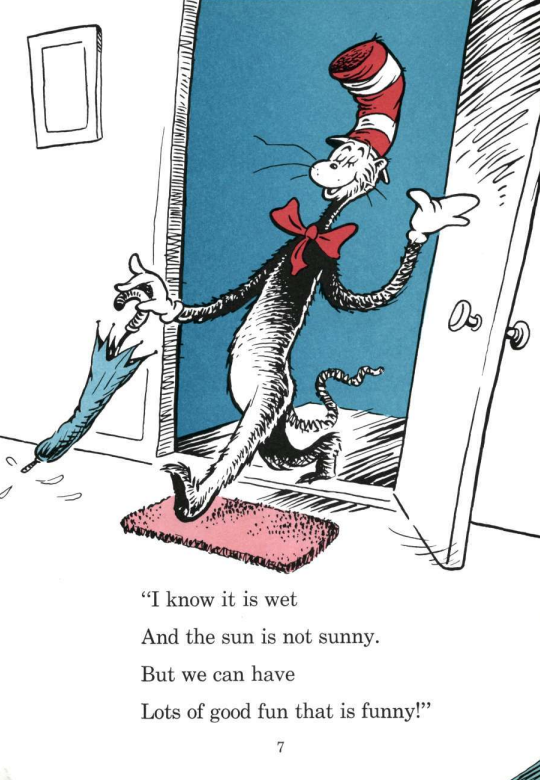 “I know it is wet
And the sun is not sunny.
But we can have
Lots of good fun that is funny!”
7